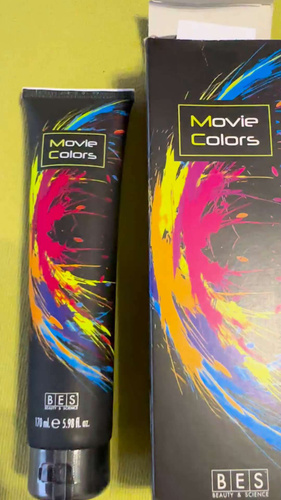 Movie
Colors
BES
BEAUTY & SCIENCE
170 ml ℮ 5.98 fl. oz.
Movie
Colors
BES
BEAUTY & SCIENCE